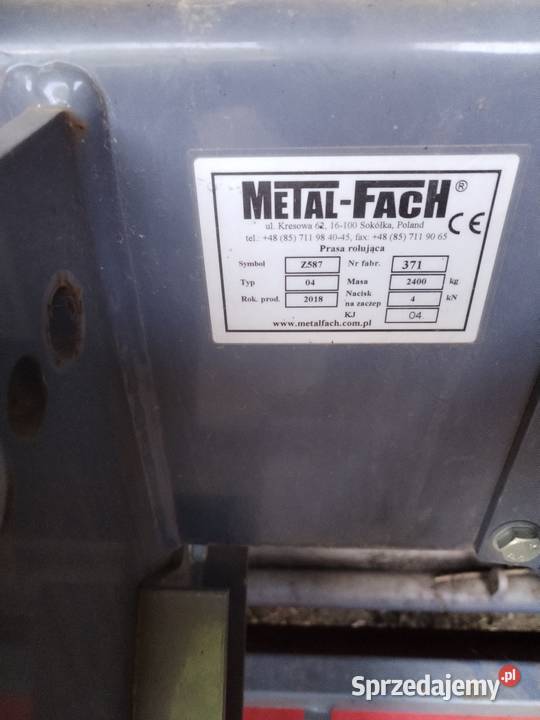 METAL-FACH®
CE
ul. Kresowa 62, 16-100 Sokółka, Poland
tel.: +48 (85) 711 98 40-45, fax: +48 (85) 711 90 65
Prasa rolująca
Symbol Z587 Nr fabr. 371
Typ 04 Masa 2400 kg
Rok. prod. 2018 Nacisk na zaczep 4 kN
KJ 04
www.metalfach.com.pl
Sprzedajemy.pl